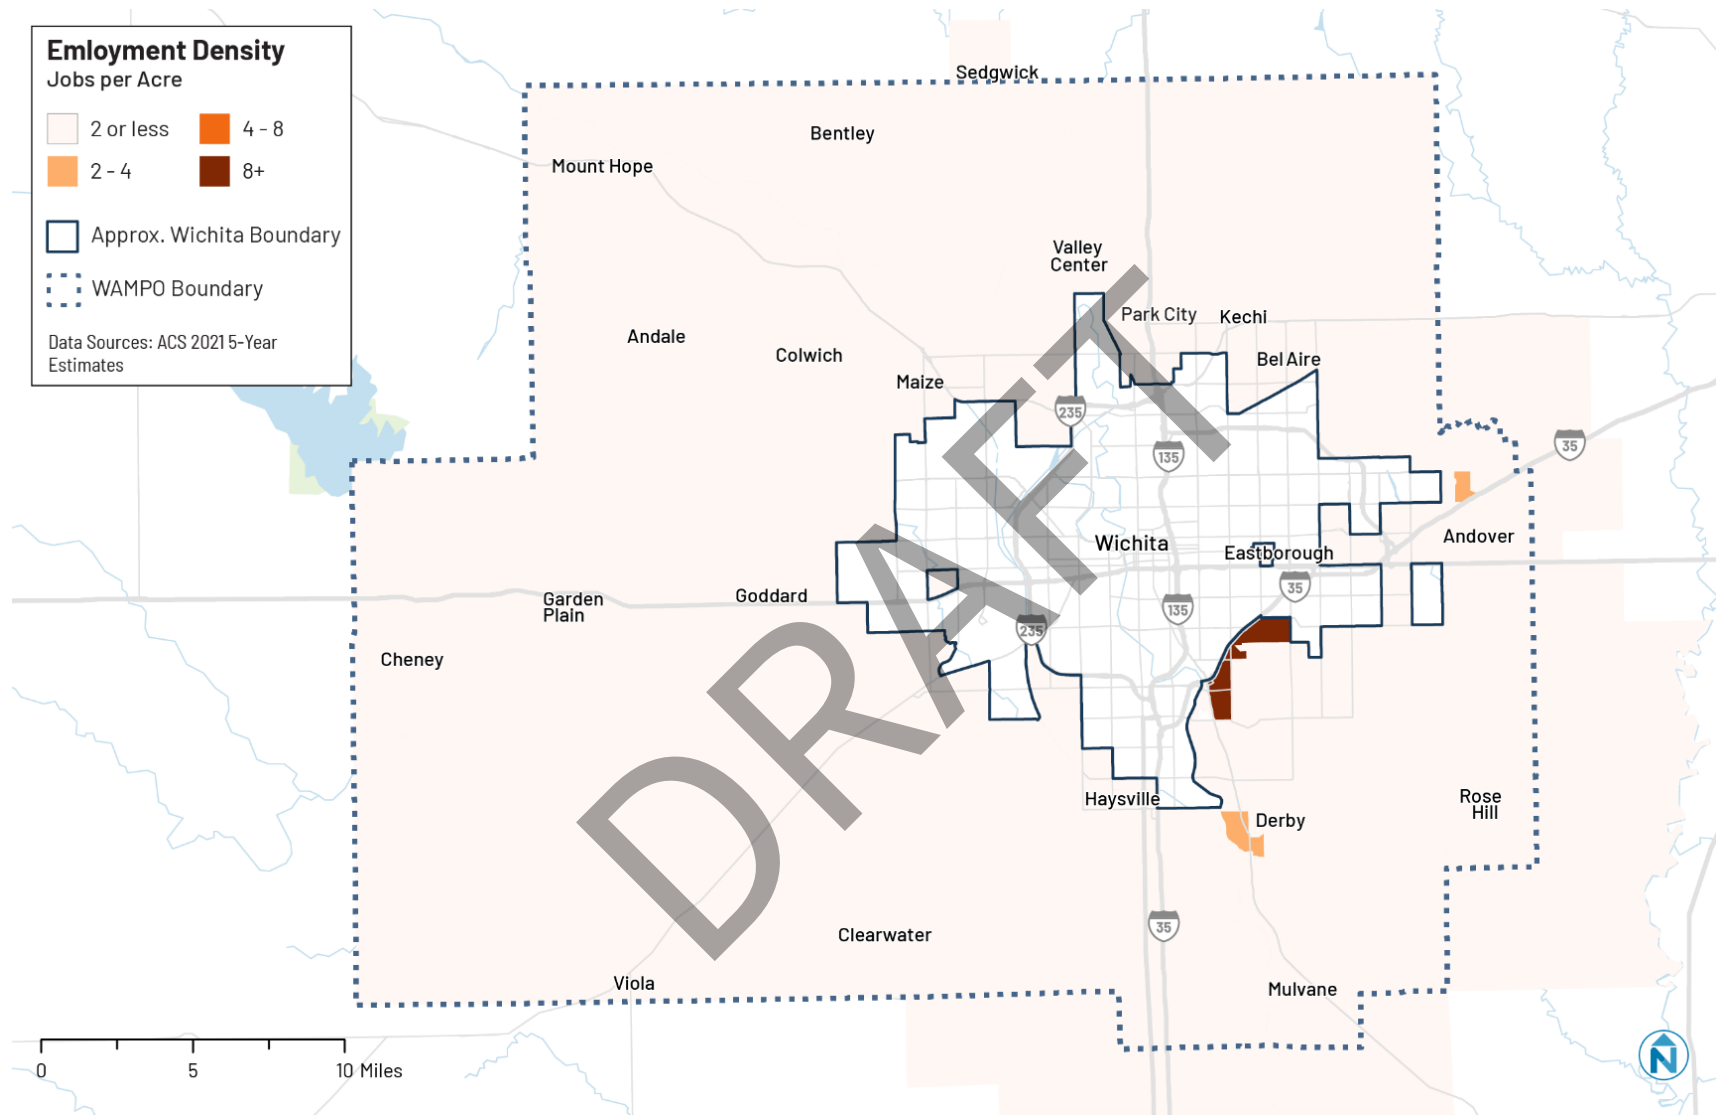 Emloyment Density
Jobs per Acre
2 or less
4 - 8
2 - 4
8+
Approx. Wichita Boundary
WAMPO Boundary
Data Sources: ACS 2021 5-Year
Estimates
Sedgwick
Bentley
Mount Hope
Valley
Center
Park City
Kechi
Andale
Colwich
Bel Aire
Maize
235
135
35
Wichita
Andover
Eastborough
35
Goddard
Garden
Plain
135
235
Cheney
DRAFT
Haysville
Rose
Hill
Derby
35
Clearwater
Viola
Mulvane
N
0
5
10 Miles